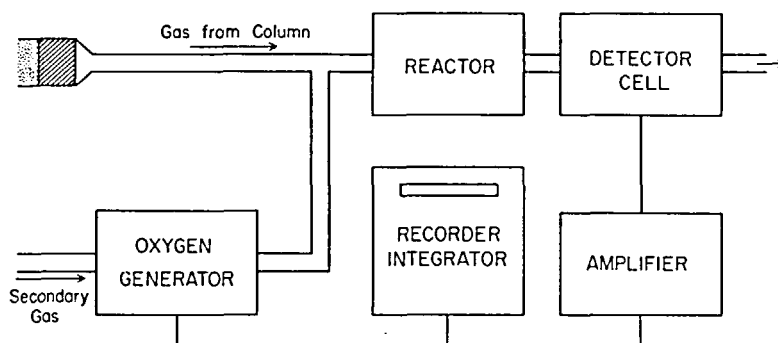 Gas from Column
REACTOR
DETECTOR
CELL
OXYGEN
GENERATOR
RECORDER
INTEGRATOR
AMPLIFIER
Secondary
Gas